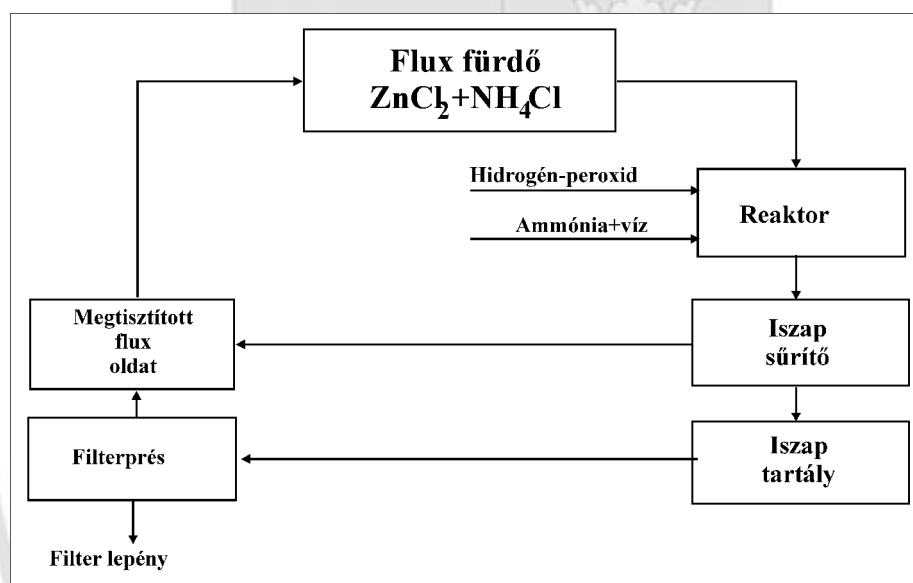 Flux fürdő
ZnCl2+NH4Cl
Hidrogén-peroxid
Ammónia+víz
Reaktor
Megtisztított
flux
oldat
Iszap
sűrítő
Filterprés
Iszap
tartály
Filter lepény